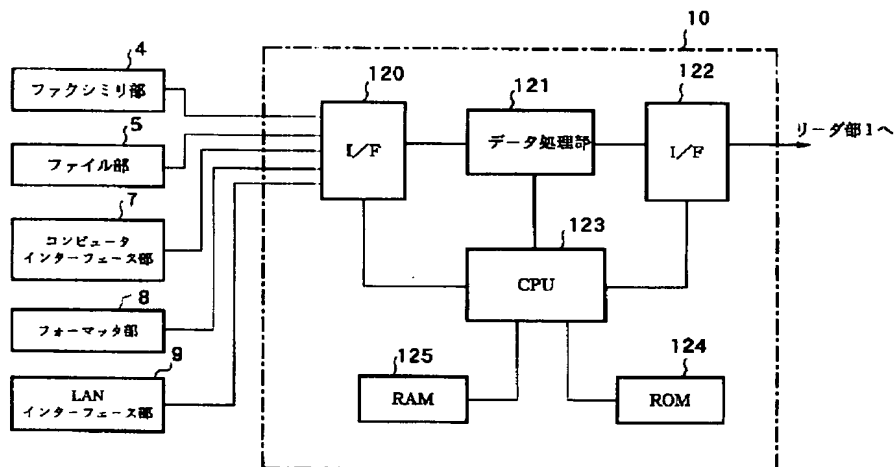 10
4
ファクシミリ部
120
I/F
121
データ処理部
122
I/F
リーダ部1へ
5
ファイル部
7
コンピュータ
インターフェース部
123
CPU
8
フォーマッタ部
9
LAN
インターフェース部
125
RAM
124
ROM